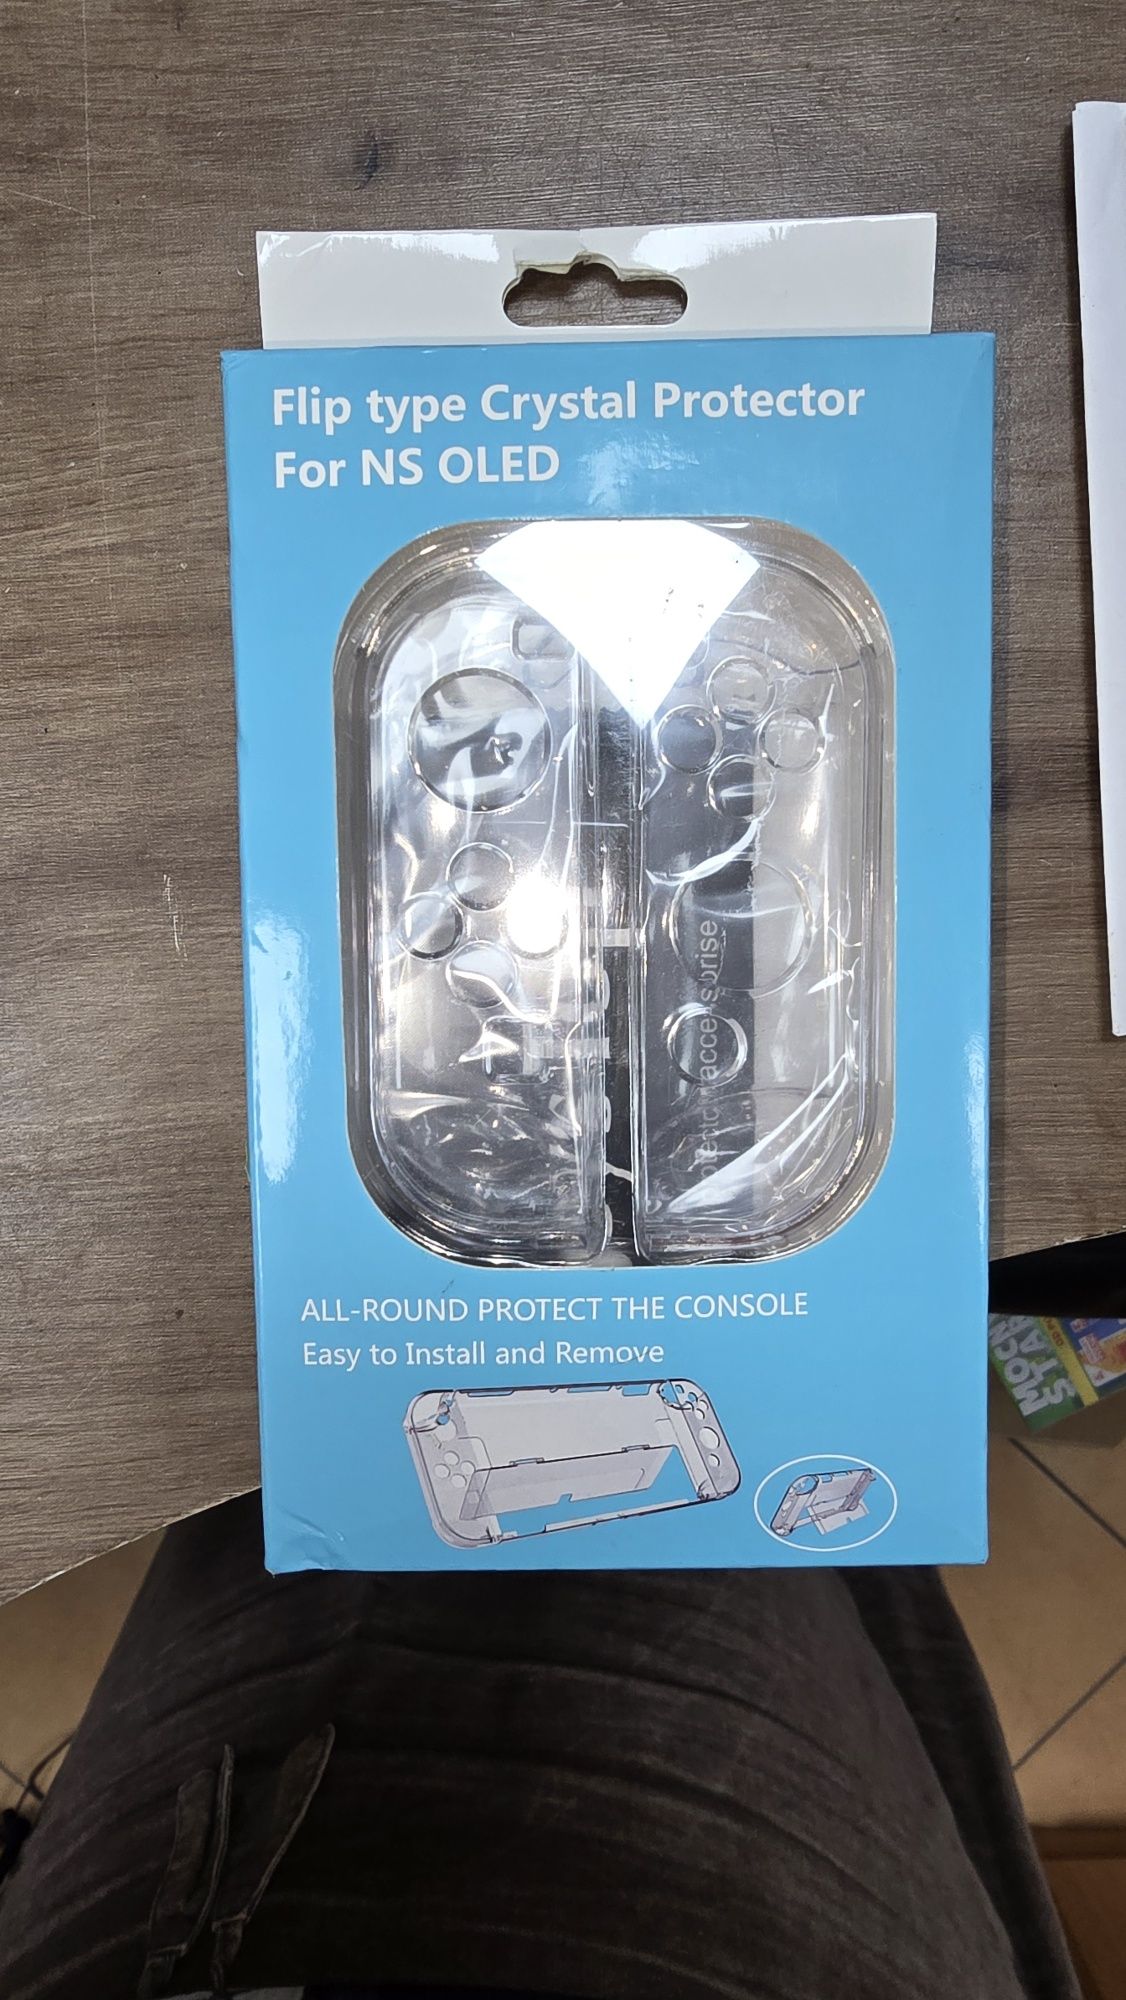 Flip type Crystal Protector
For NS OLED
ALL-ROUND PROTECT THE CONSOLE
Easy to Install and Remove